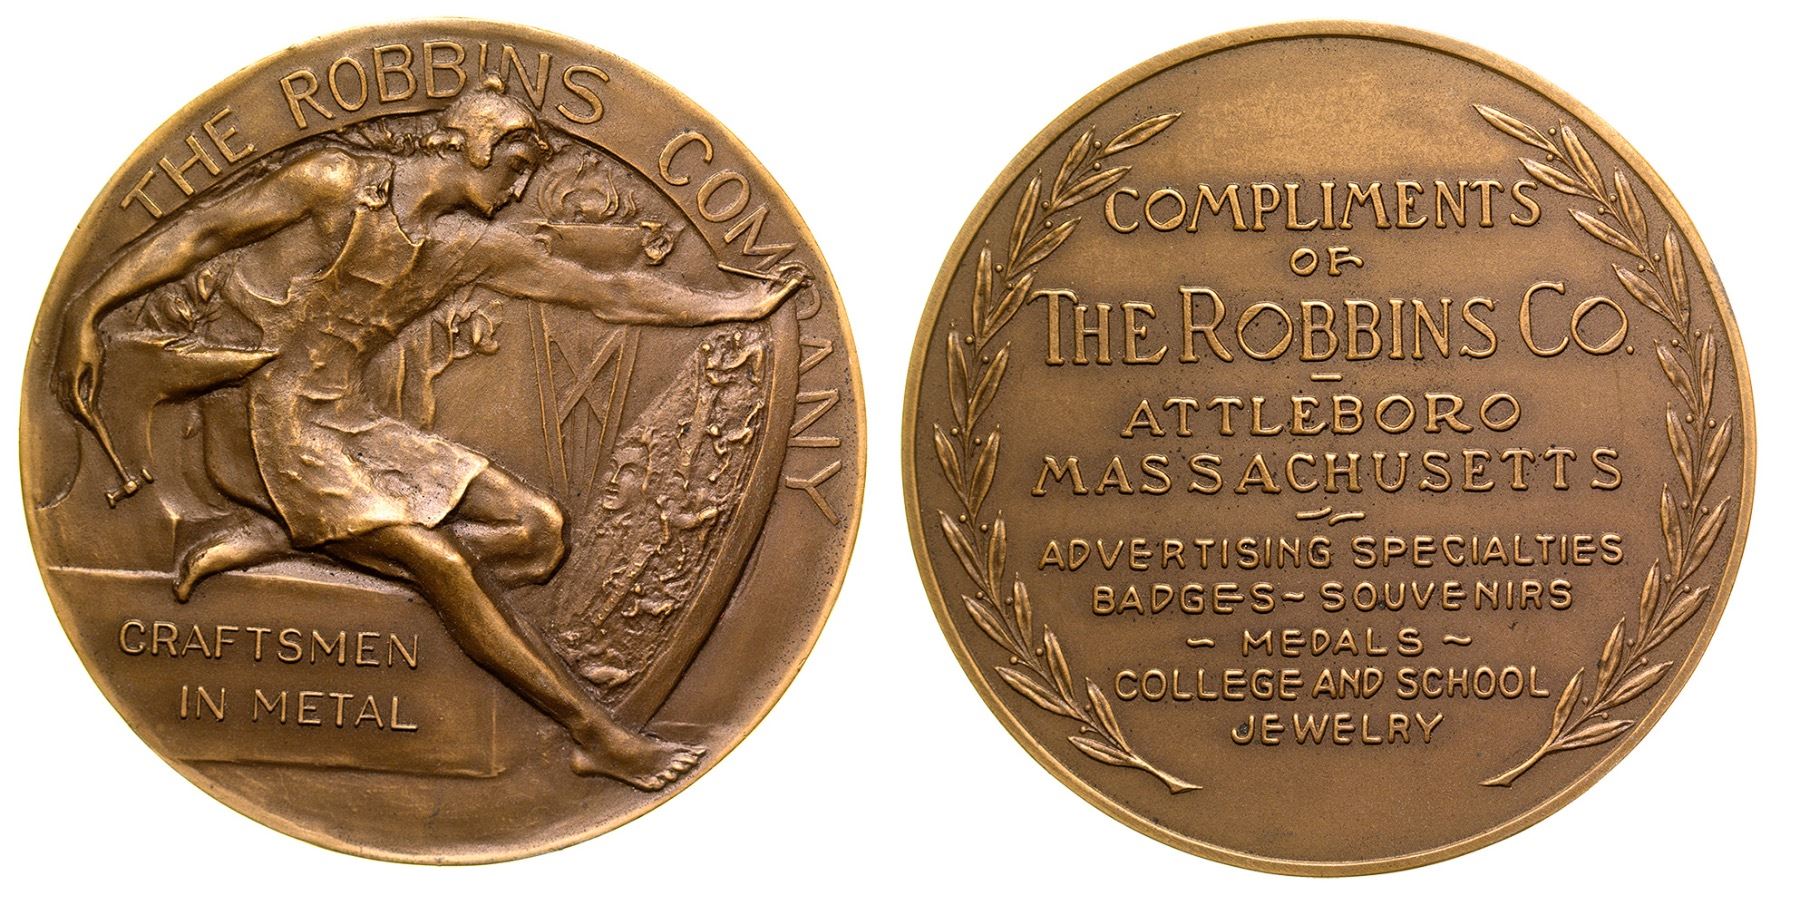 THE ROBBINS COMPANY
CRAFTSMEN
IN METAL
COMPLIMENTS
OF
THE ROBBINS CO.
-
ATTLEBORO
MASSACHUSETTS
~~
ADVERTISING SPECIALTIES
BADGES~SOUVENIRS
~ MEDALS ~
COLLEGE AND SCHOOL
JEWELRY